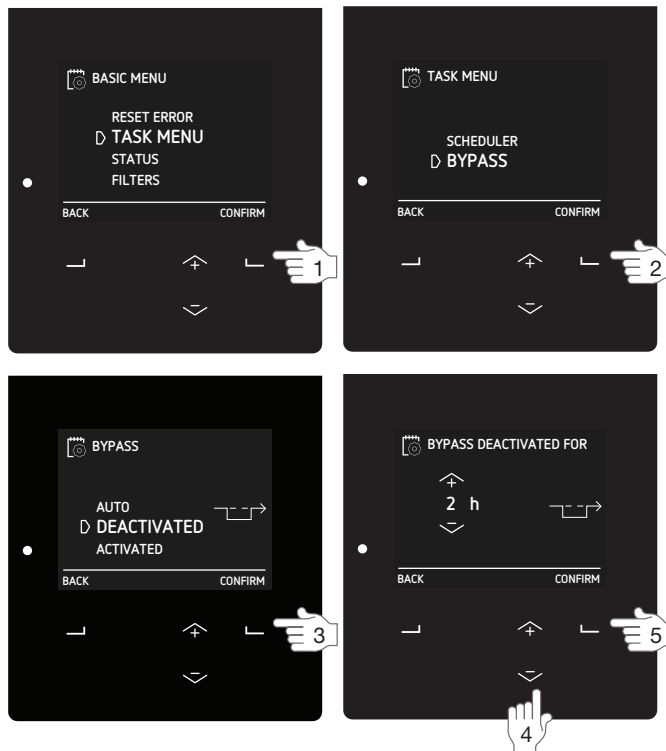 BASIC MENU
RESET ERROR
TASK MENU
STATUS
FILTERS
BACK CONFIRM
1
TASK MENU
SCHEDULER
BYPASS
BACK CONFIRM
2
BYPASS
AUTO
DEACTIVATED
ACTIVATED
BACK CONFIRM
3
BYPASS DEACTIVATED FOR
2 h
BACK CONFIRM
5
4